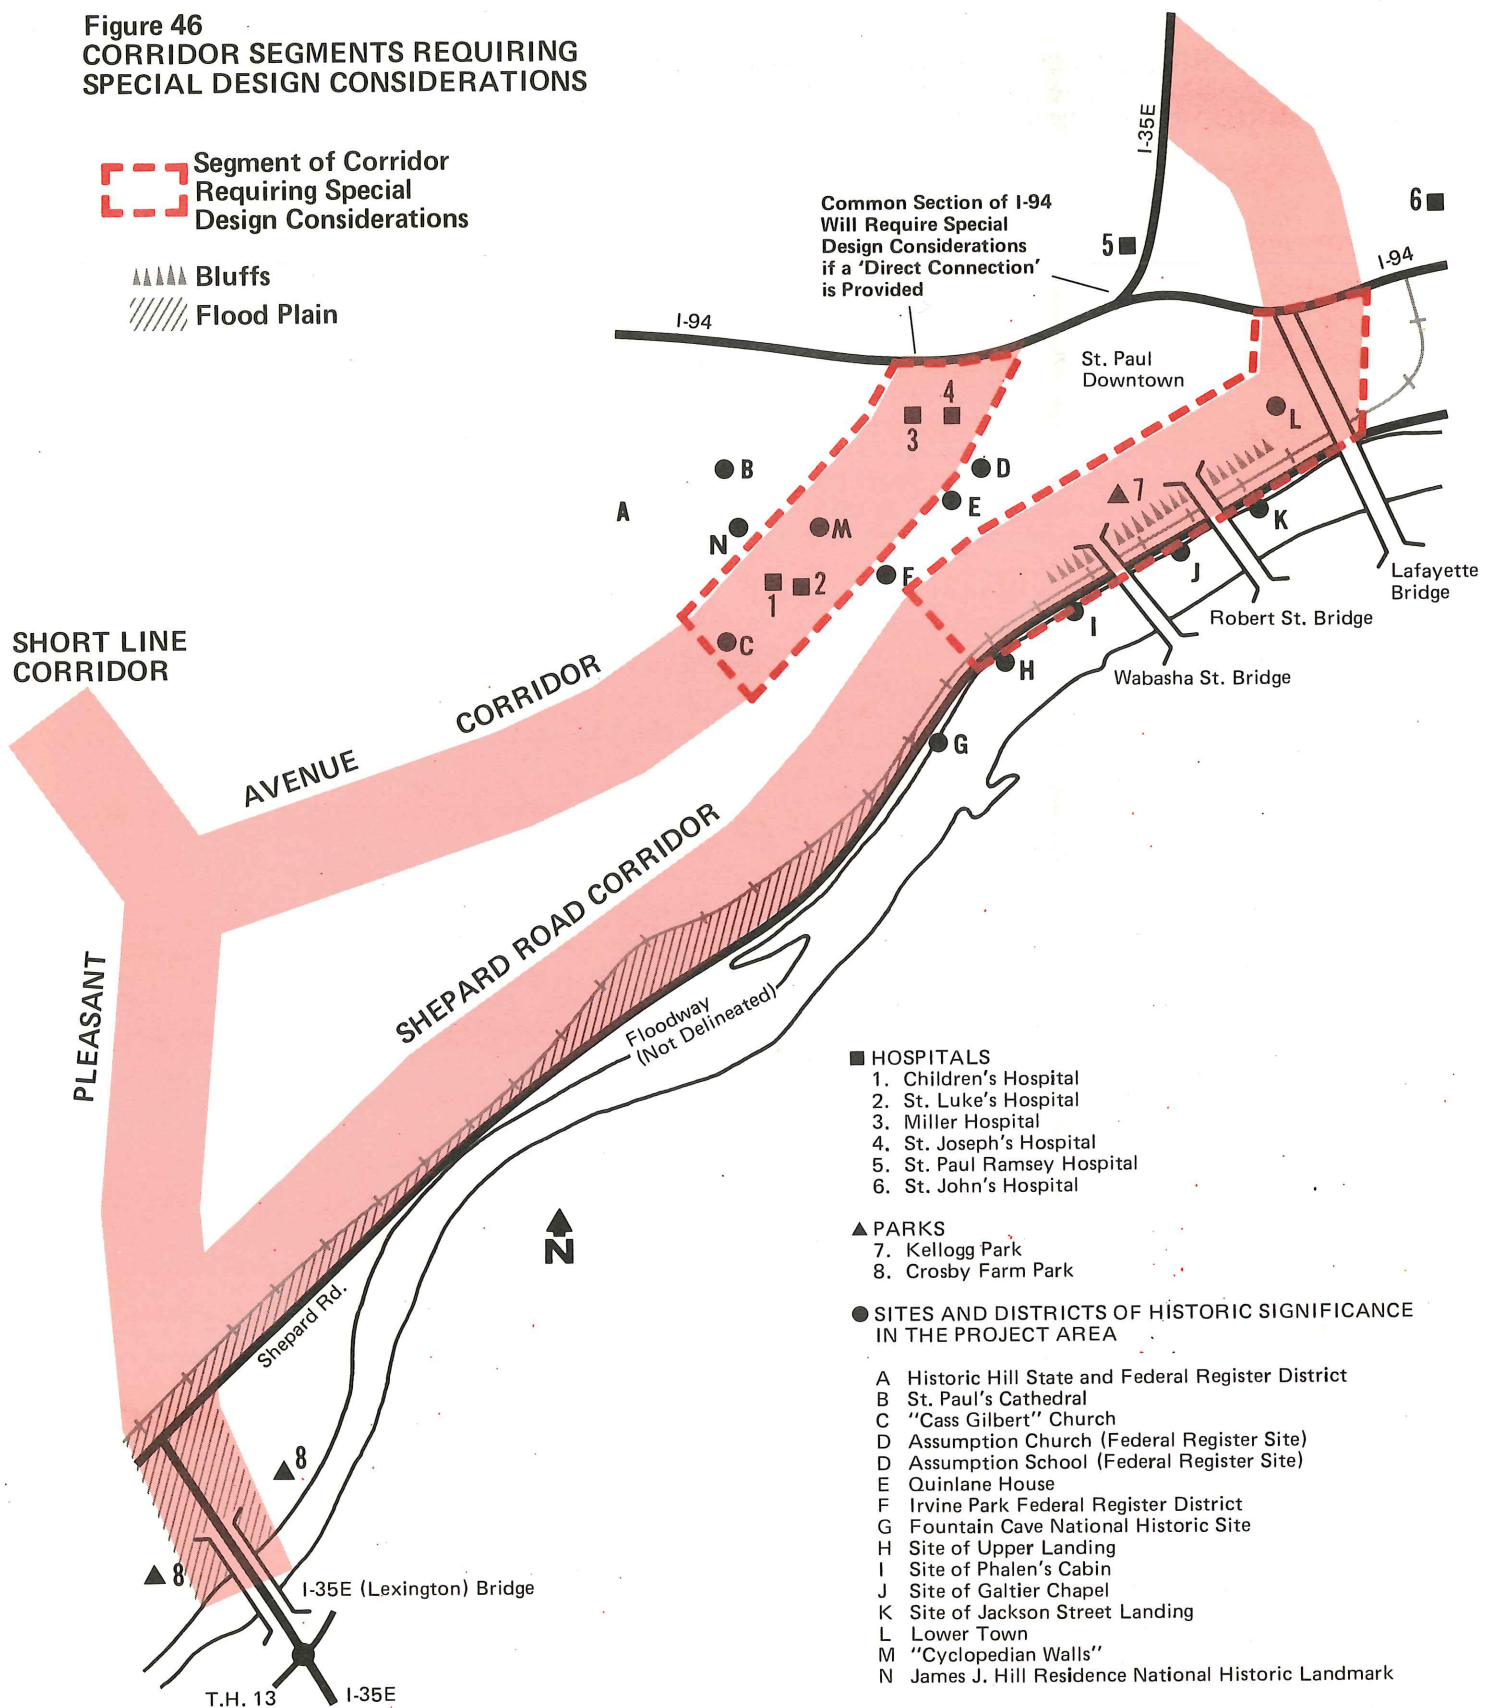 Figure 46
CORRIDOR SEGMENTS REQUIRING
SPECIAL DESIGN CONSIDERATIONS
Segment of Corridor
Requiring Special
Design Considerations
Bluffs
Flood Plain
I-35E
Common Section of I-94
Will Require Special
Design Considerations
if a 'Direct Connection'
is Provided
5
6
I-94
I-94
St. Paul
Downtown
4
3
L
B
D
A
E
7
K
N
M
J
F
1
2
I
C
H
G
Lafayette
Bridge
Robert St. Bridge
Wabasha St. Bridge
SHORT LINE
CORRIDOR
AVENUE CORRIDOR
SHEPARD ROAD CORRIDOR
PLEASANT
Floodway
(Not Delineated)
N
Shepard Rd.
8
8
I-35E (Lexington) Bridge
T.H. 13
I-35E
HOSPITALS
1. Children's Hospital
2. St. Luke's Hospital
3. Miller Hospital
4. St. Joseph's Hospital
5. St. Paul Ramsey Hospital
6. St. John's Hospital
PARKS
7. Kellogg Park
8. Crosby Farm Park
SITES AND DISTRICTS OF HISTORIC SIGNIFICANCE
IN THE PROJECT AREA
A Historic Hill State and Federal Register District
B St. Paul's Cathedral
C "Cass Gilbert" Church
D Assumption Church (Federal Register Site)
D Assumption School (Federal Register Site)
E Quinlane House
F Irvine Park Federal Register District
G Fountain Cave National Historic Site
H Site of Upper Landing
I Site of Phalen's Cabin
J Site of Galtier Chapel
K Site of Jackson Street Landing
L Lower Town
M "Cyclopedian Walls"
N James J. Hill Residence National Historic Landmark